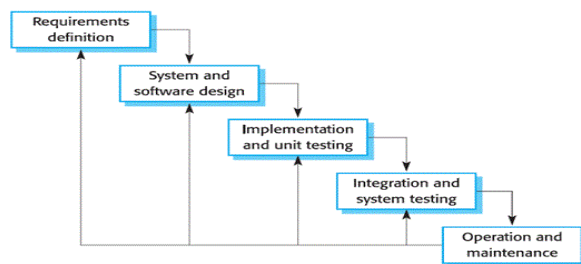 Requirements
definition
System and
software design
Implementation
and unit testing
Integration and
system testing
Operation and
maintenance